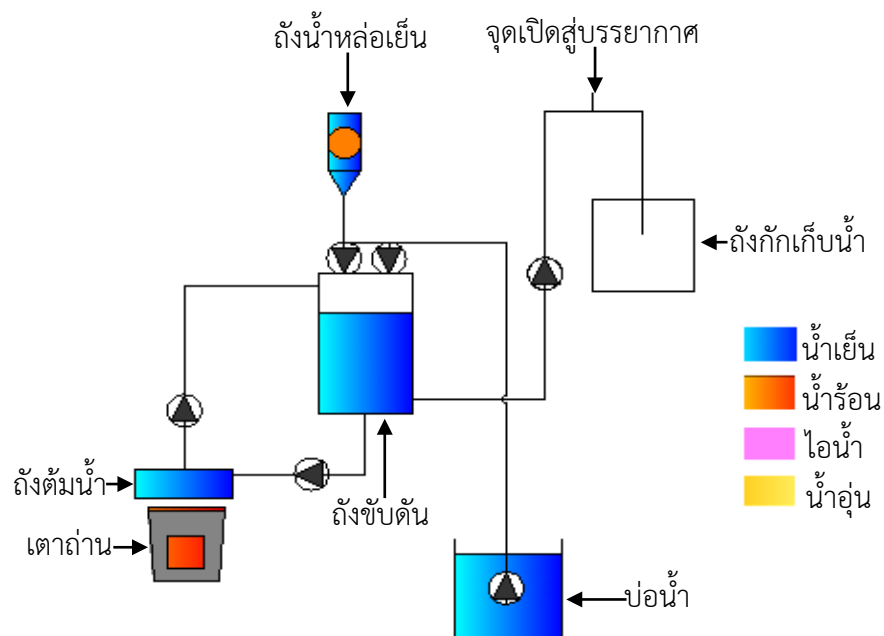 ถังน้ำหล่อเย็น
จุดเปิดสู่บรรยากาศ
ถังกักเก็บน้ำ
น้ำเย็น
น้ำร้อน
ไอน้ำ
น้ำอุ่น
ถังต้มน้ำ
ถังขับดัน
เตาถ่าน
บ่อน้ำ